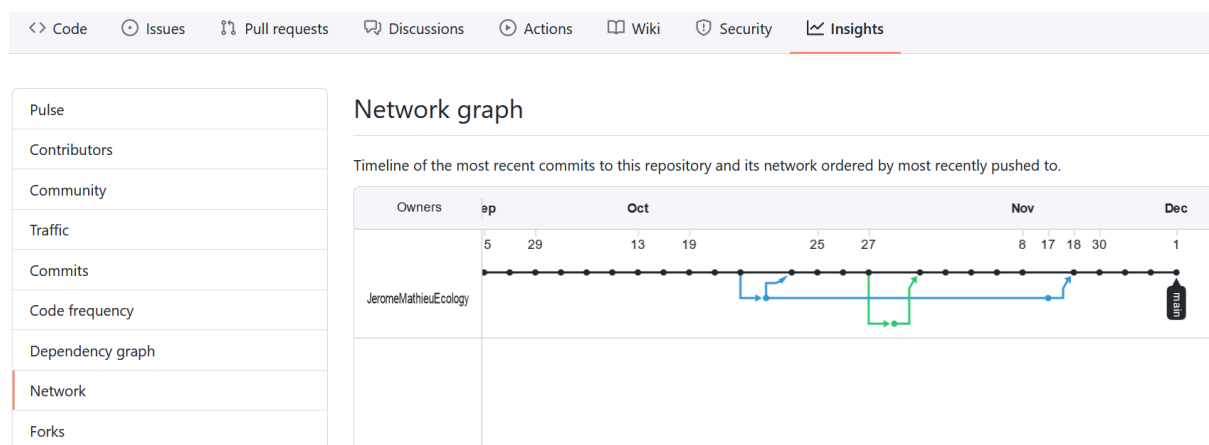 Code Issues Pull requests Discussions Actions Wiki Security Insights
Pulse
Contributors
Community
Traffic
Commits
Code frequency
Dependency graph
Network
Forks
Network graph
Timeline of the most recent commits to this repository and its network ordered by most recently pushed to.
Owners ep Oct Nov Dec
5 29 13 19 25 27 8 17 18 30 1
JeromeMathieuEcology
main